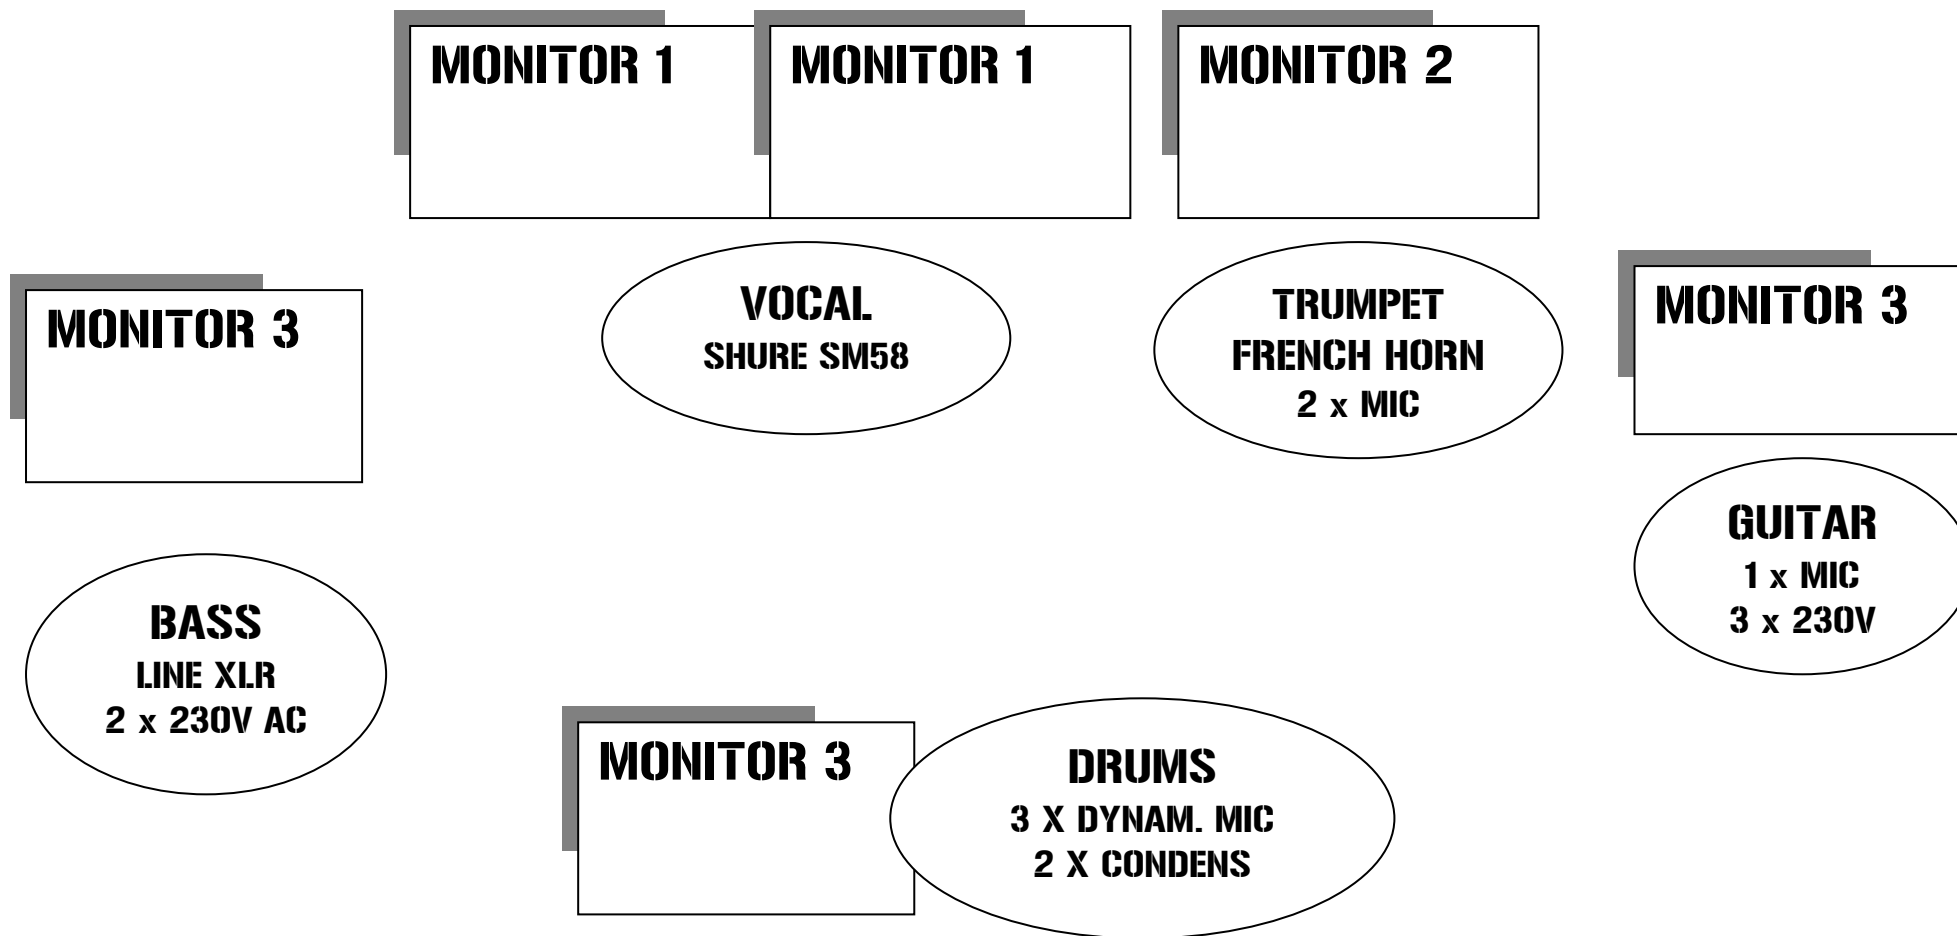 MONITOR 1
MONITOR 1
MONITOR 2
MONITOR 3
VOCAL
SHURE SM58
TRUMPET
FRENCH HORN
2 x MIC
MONITOR 3
GUITAR
1 x MIC
3 x 230V
BASS
LINE XLR
2 x 230V AC
MONITOR 3
DRUMS
3 X DYNAM. MIC
2 X CONDENS